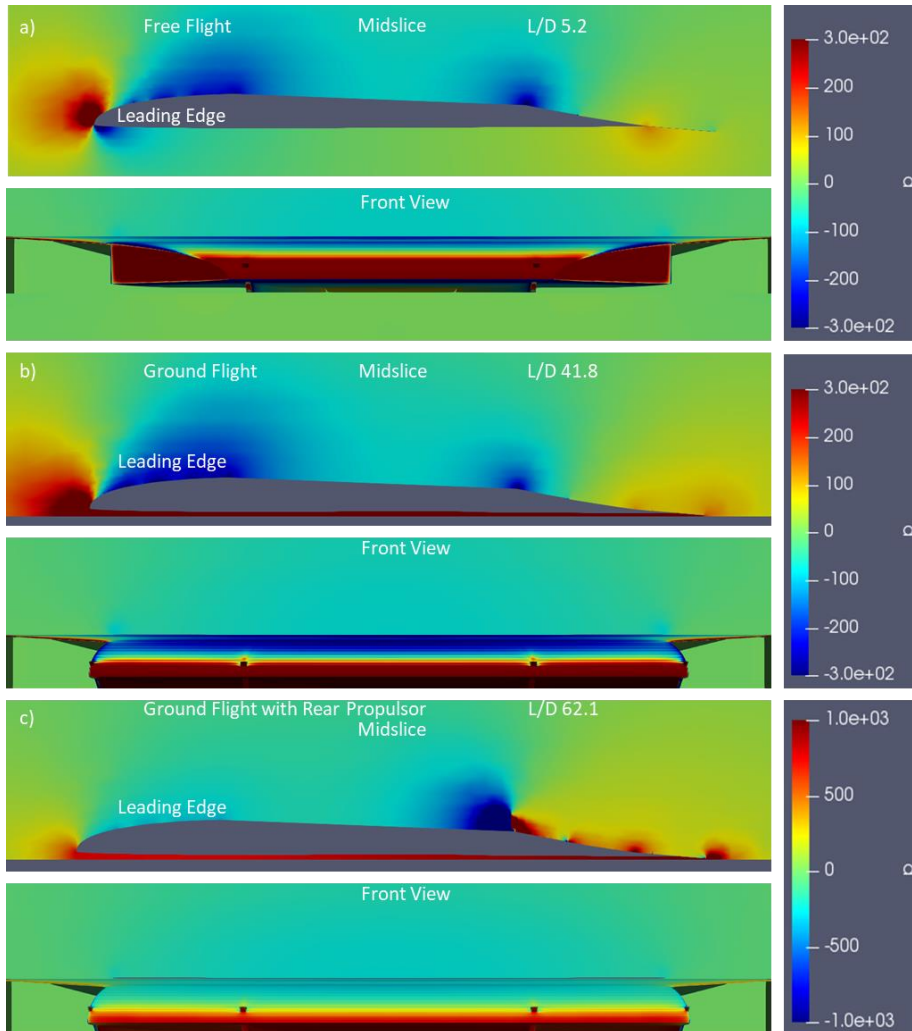 a)
Free Flight
Midslice
L/D 5.2
Leading Edge
3.0e+02
200
100
0
-100
-200
-3.0e+02
p
Front View
b)
Ground Flight
Midslice
L/D 41.8
Leading Edge
3.0e+02
200
100
0
-100
-200
-3.0e+02
p
Front View
c)
Ground Flight with Rear Propulsor
Midslice
L/D 62.1
Leading Edge
1.0e+03
500
0
-500
-1.0e+03
p
Front View